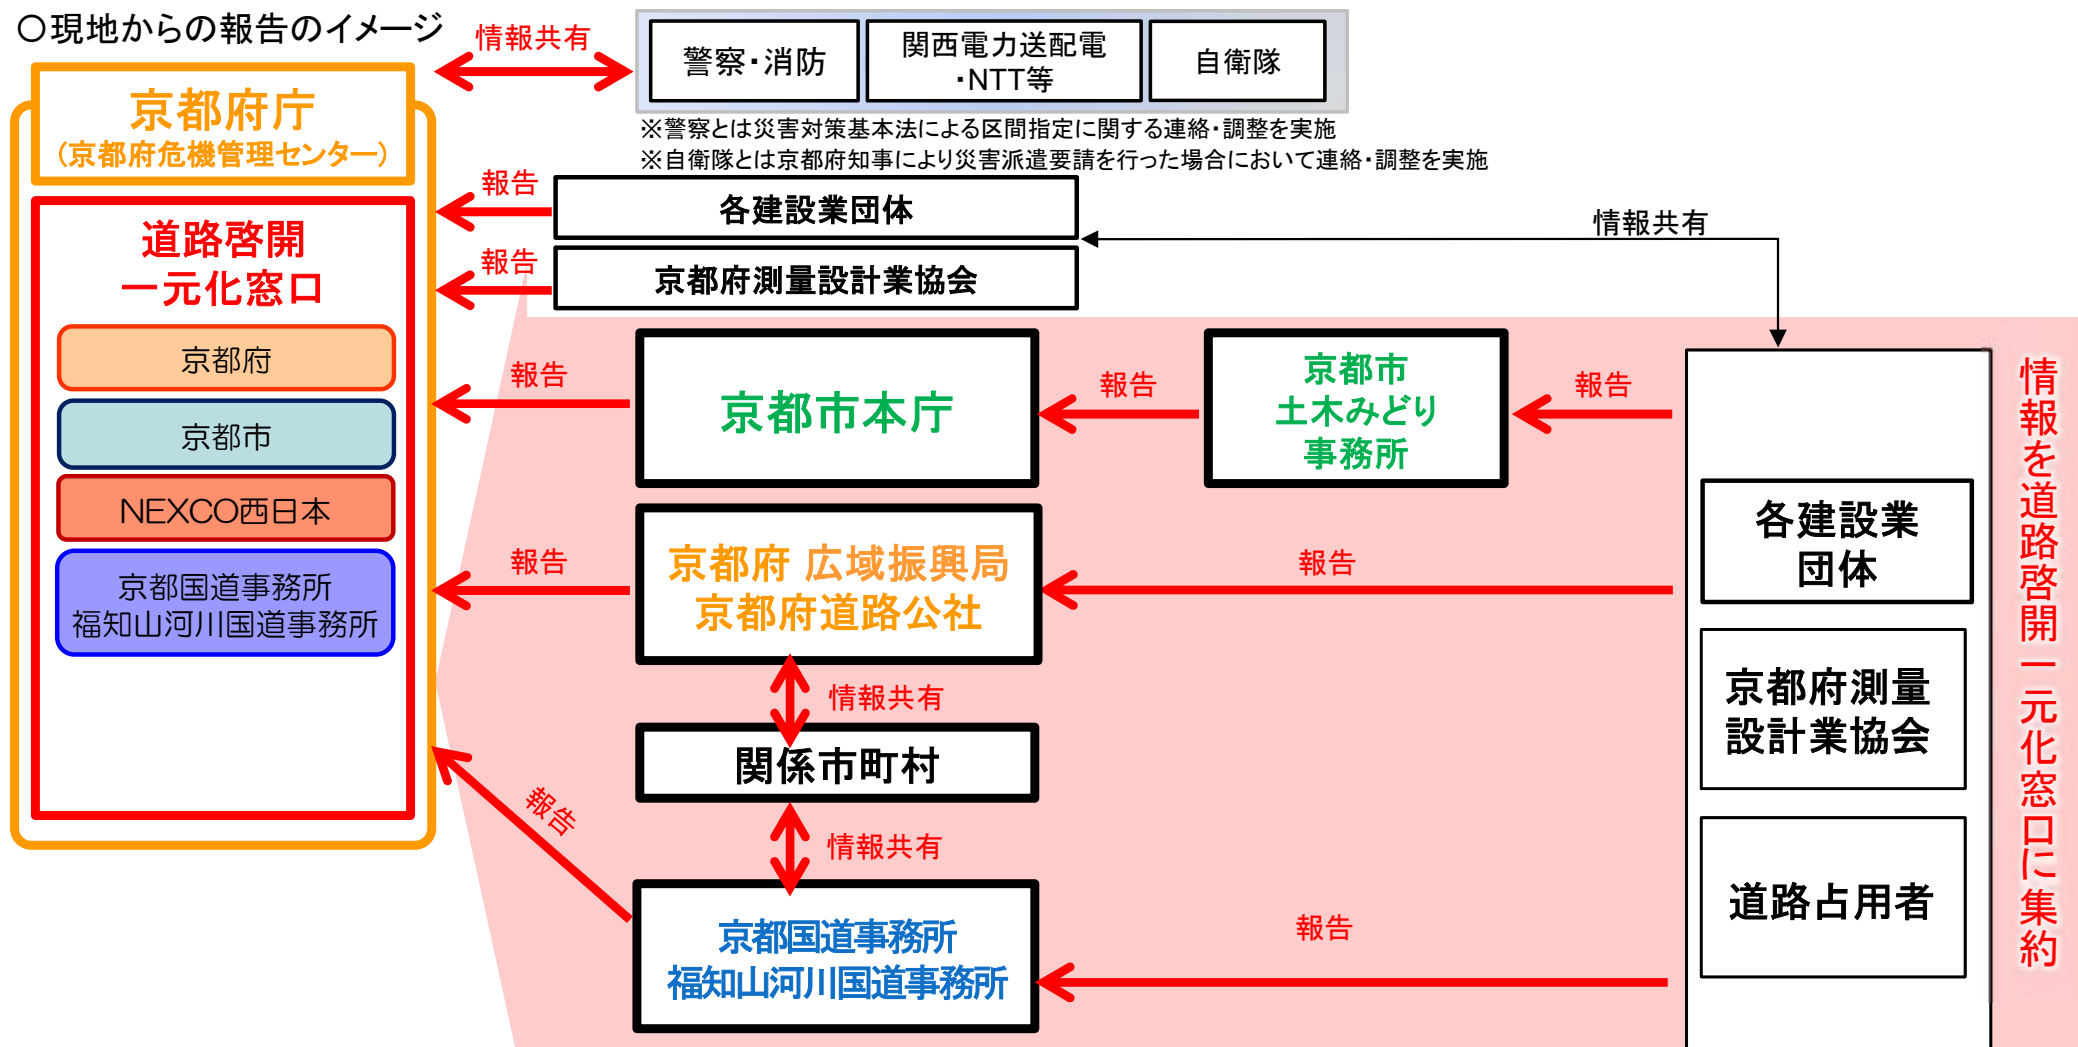 〇現地からの報告のイメージ
情報共有
警察・消防
関西電力送配電
・NTT等
自衛隊
※警察とは災害対策基本法による区間指定に関する連絡・調整を実施
※自衛隊とは京都府知事により災害派遣要請を行った場合において連絡・調整を実施
京都府庁
(京都府危機管理センター)
道路啓開
一元化窓口
京都府
京都市
NEXCO西日本
京都国道事務所
福知山河川国道事務所
報告
各建設業団体
報告
京都府測量設計業協会
情報共有
報告
京都市本庁
報告
京都市
土木みどり
事務所
報告
報告
京都府 広域振興局
京都府道路公社
報告
情報共有
関係市町村
情報共有
報告
京都国道事務所
福知山河川国道事務所
報告
各建設業
団体
京都府測量
設計業協会
道路占用者
情報を道路啓開一元化窓口に集約